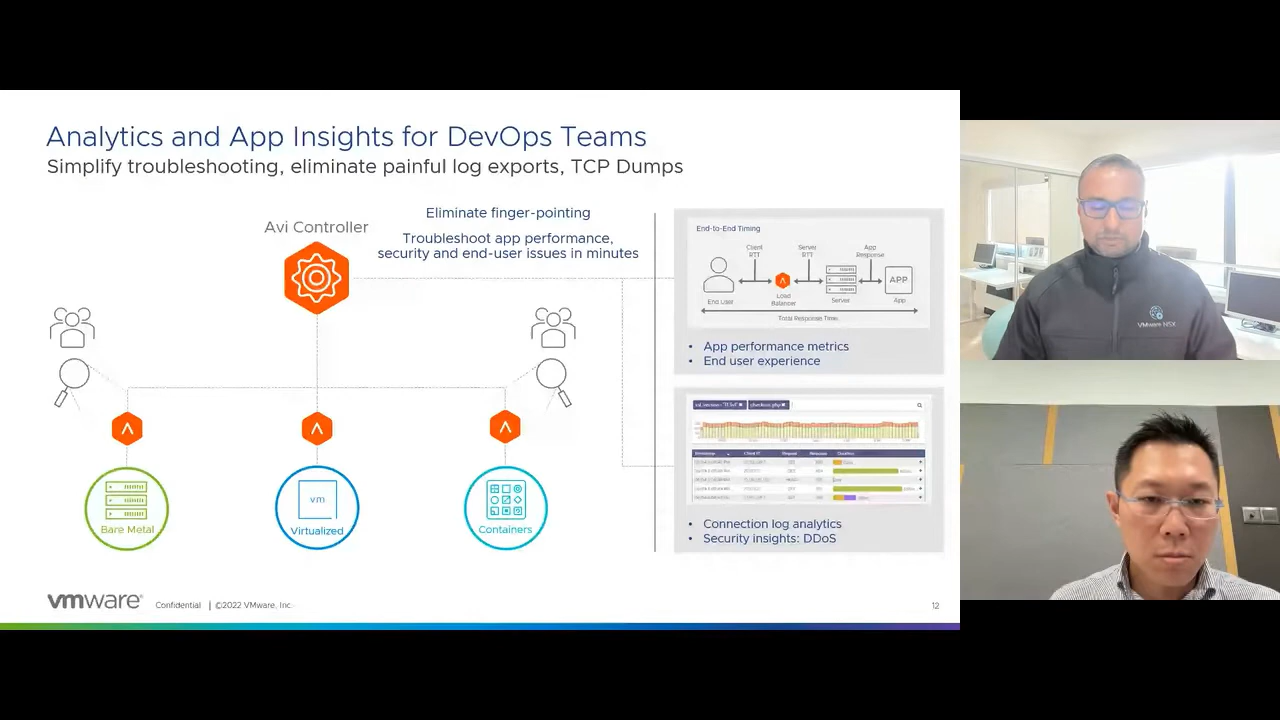 Analytics and App Insights for DevOps Teams
Simplify troubleshooting, eliminate painful log exports, TCP Dumps
Avi Controller
Eliminate finger-pointing
Troubleshoot app performance,
security and end-user issues in minutes
Bare Metal
vm
Virtualized
Containers
End-to-End Timing
Client
RTT
Server
RTT
App
Response
End User
Load
Balancer
Server
APP
App
Total Response Time
• App performance metrics
• End user experience
• Connection log analytics
• Security insights: DDoS
vmware® Confidential | ©2022 VMware, Inc.
12
VMware NSX